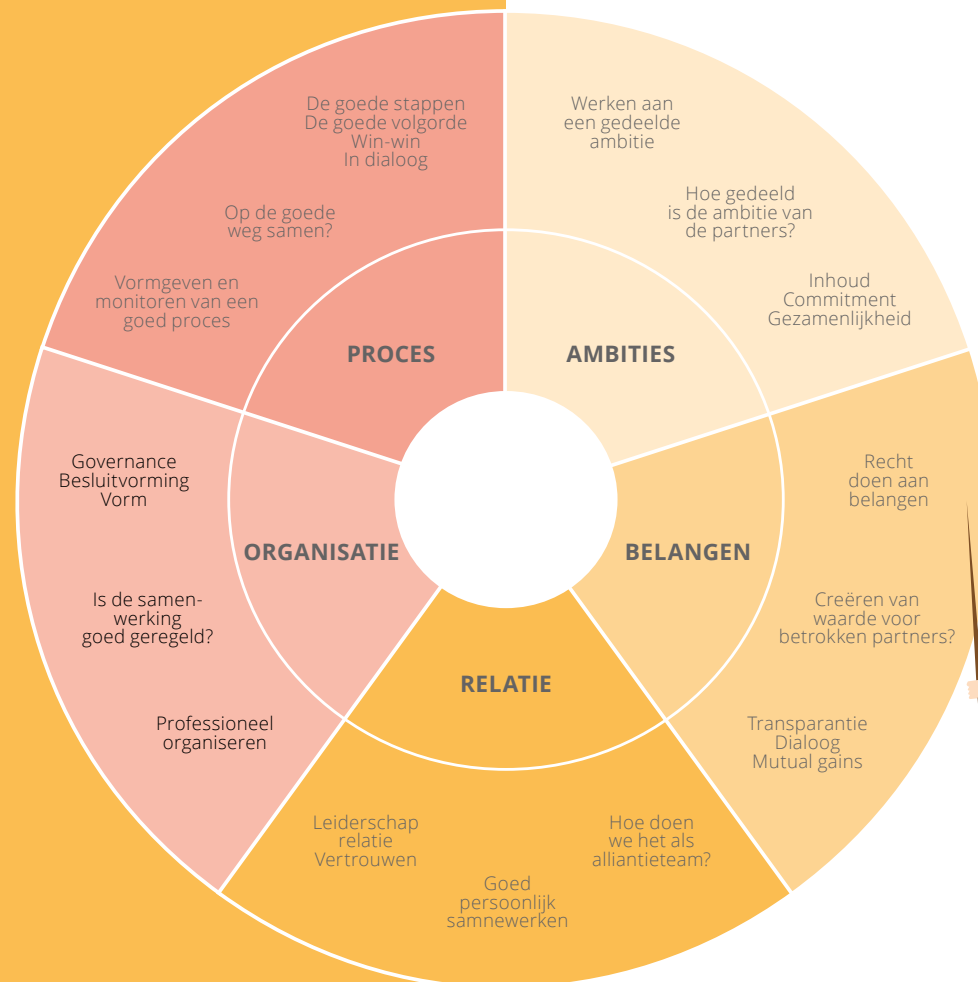 De goede stappen
De goede volgorde
Win-win
In dialoog
Op de goede
weg samen?
Vormgeven en
monitoren van een
goed proces
PROCES
Werken aan
een gedeelde
ambitie
Hoe gedeeld
is de ambitie van
de partners?
Inhoud
Commitment
Gezamenlijkheid
AMBITIES
Recht
doen aan
belangen
Creëren van
waarde voor
betrokken partners?
Transparantie
Dialoog
Mutual gains
BELANGEN
RELATIE
Hoe doen
we het als
alliantieteam?
Goed
persoonlijk
samnewerken
Leiderschap
relatie
Vertrouwen
ORGANISATIE
Governance
Besluitvorming
Vorm
Is de samen-
werking
goed geregeld?
Professioneel
organiseren